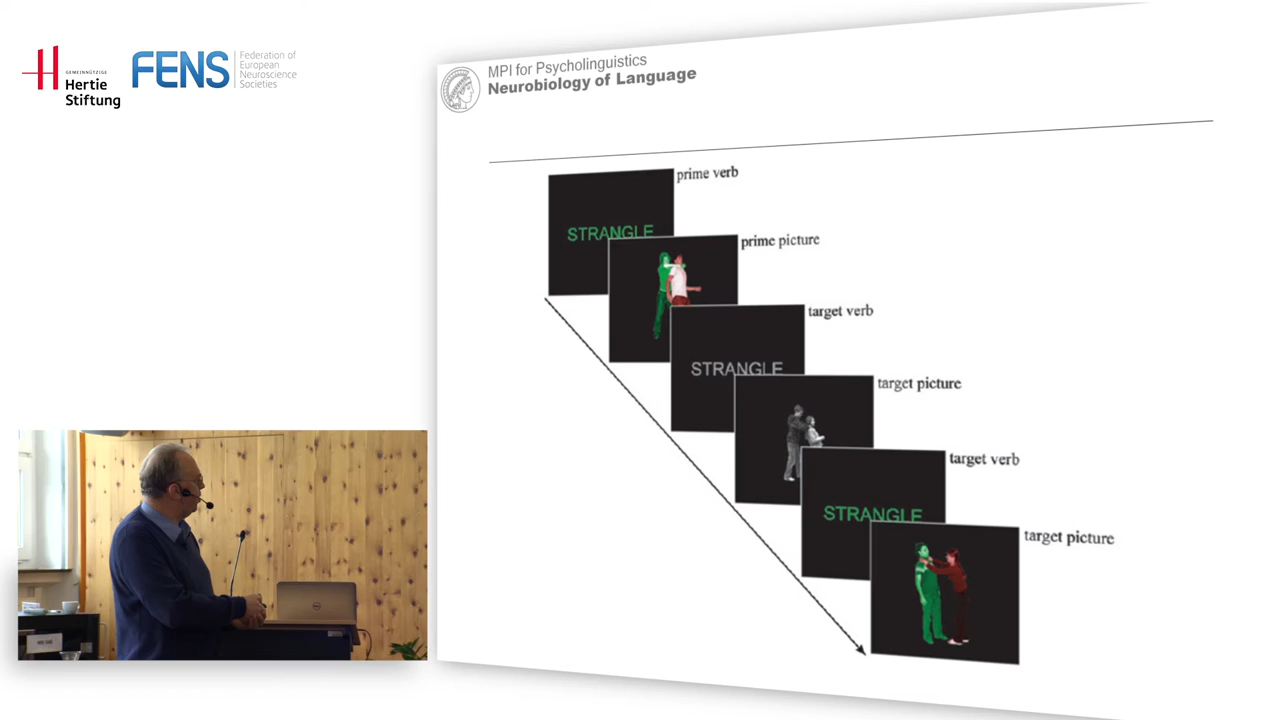 GEMEINNÜTZIGE
Hertie
Stiftung
FENS
Federation of
European
Neuroscience
Societies
MPI for Psycholinguistics
Neurobiology of Language
prime verb
STRANGLE
prime picture
target verb
STRANGLE
target picture
target verb
STRANGLE
target picture